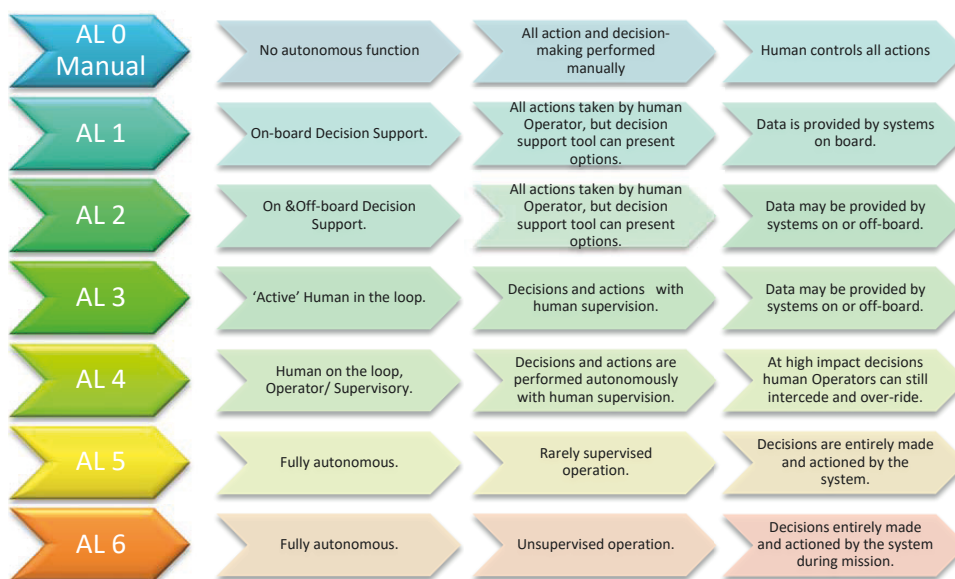 AL 0
Manual
No autonomous function
All action and decision-
making performed
manually
Human controls all actions
AL 1
On-board Decision Support.
All actions taken by human
Operator, but decision
support tool can present
options.
Data is provided by systems
on board.
AL 2
On &Off-board Decision
Support.
All actions taken by human
Operator, but decision
support tool can present
options.
Data may be provided by
systems on or off-board.
AL 3
‘Active’ Human in the loop.
Decisions and actions with
human supervision.
Data may be provided by
systems on or off-board.
AL 4
Human on the loop,
Operator/ Supervisory.
Decisions and actions are
performed autonomously
with human supervision.
At high impact decisions
human Operators can still
intercede and over-ride.
AL 5
Fully autonomous.
Rarely supervised
operation.
Decisions are entirely made
and actioned by the
system.
AL 6
Fully autonomous.
Unsupervised operation.
Decisions entirely made
and actioned by the system
during mission.